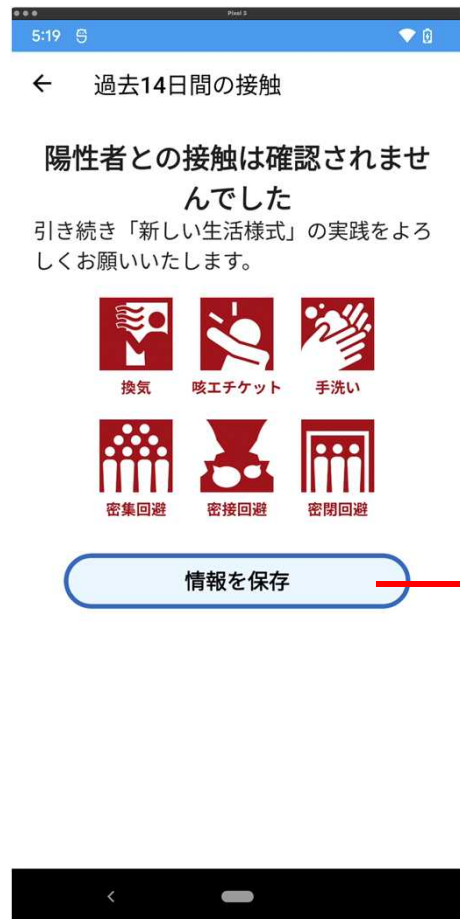 Pixel 3
5:19
過去14日間の接触
陽性者との接触は確認されませ
んでした
引き続き「新しい生活様式」の実践をよろ
しくお願いいたします。
換気 咳エチケット 手洗い
密集回避 密接回避 密閉回避
情報を保存